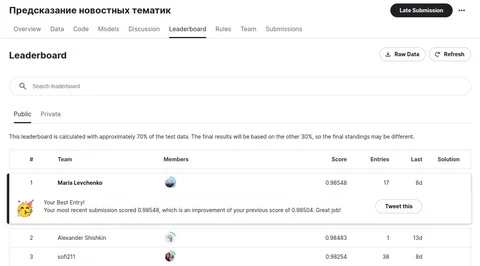 Предсказание новостных тематик
Late Submission
Overview Data Code Models Discussion Leaderboard Rules Team Submissions
Leaderboard
Raw Data
Refresh
Search leaderboard
Public Private
This leaderboard is calculated with approximately 70% of the test data. The final results will be based on the other 30%, so the final standings may be different.
# Team Members Score Entries Last Solution
1 Maria Levchenko 0.98548 17 8d
Your Best Entry!
Your most recent submission scored 0.98548, which is an improvement of your previous score of 0.98504. Great job!
Tweet this
2 Alexander Shishkin 0.98483 1 13d
3 sofi211 0.98254 38 8d